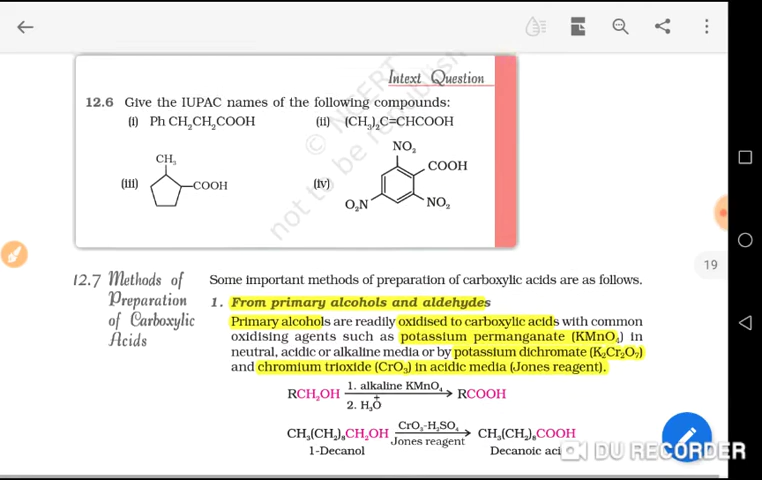 Intext Question
12.6 Give the IUPAC names of the following compounds:
(i) Ph CH₂CH₂COOH (ii) (CH₃)₂C=CHCOOH
NO₂
CH₃
COOH
(iii) COOH (iv)
O₂N NO₂
© NCERT
not to be republish
19
12.7 Methods of Preparation of Carboxylic Acids
Some important methods of preparation of carboxylic acids are as follows.
1. From primary alcohols and aldehydes
Primary alcohols are readily oxidised to carboxylic acids with common
oxidising agents such as potassium permanganate (KMnO₄) in
neutral, acidic or alkaline media or by potassium dichromate (K₂Cr₂O₇)
and chromium trioxide (CrO₃) in acidic media (Jones reagent).
RCH₂OH 1. alkaline KMnO₄ 2. H₃O⁺ → RCOOH
CH₃(CH₂)₈CH₂OH CrO₃-H₂SO₄ Jones reagent → CH₃(CH₂)₈COOH
1-Decanol Decanoic aci
DU RECORDER